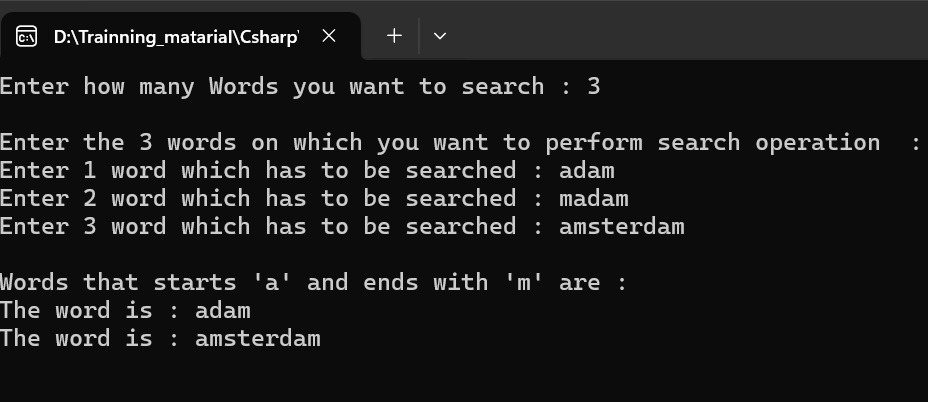 D:\Trainning_matarial\Csharp'
Enter how many Words you want to search : 3
Enter the 3 words on which you want to perform search operation  :
Enter 1 word which has to be searched : adam
Enter 2 word which has to be searched : madam
Enter 3 word which has to be searched : amsterdam
Words that starts 'a' and ends with 'm' are :
The word is : adam
The word is : amsterdam